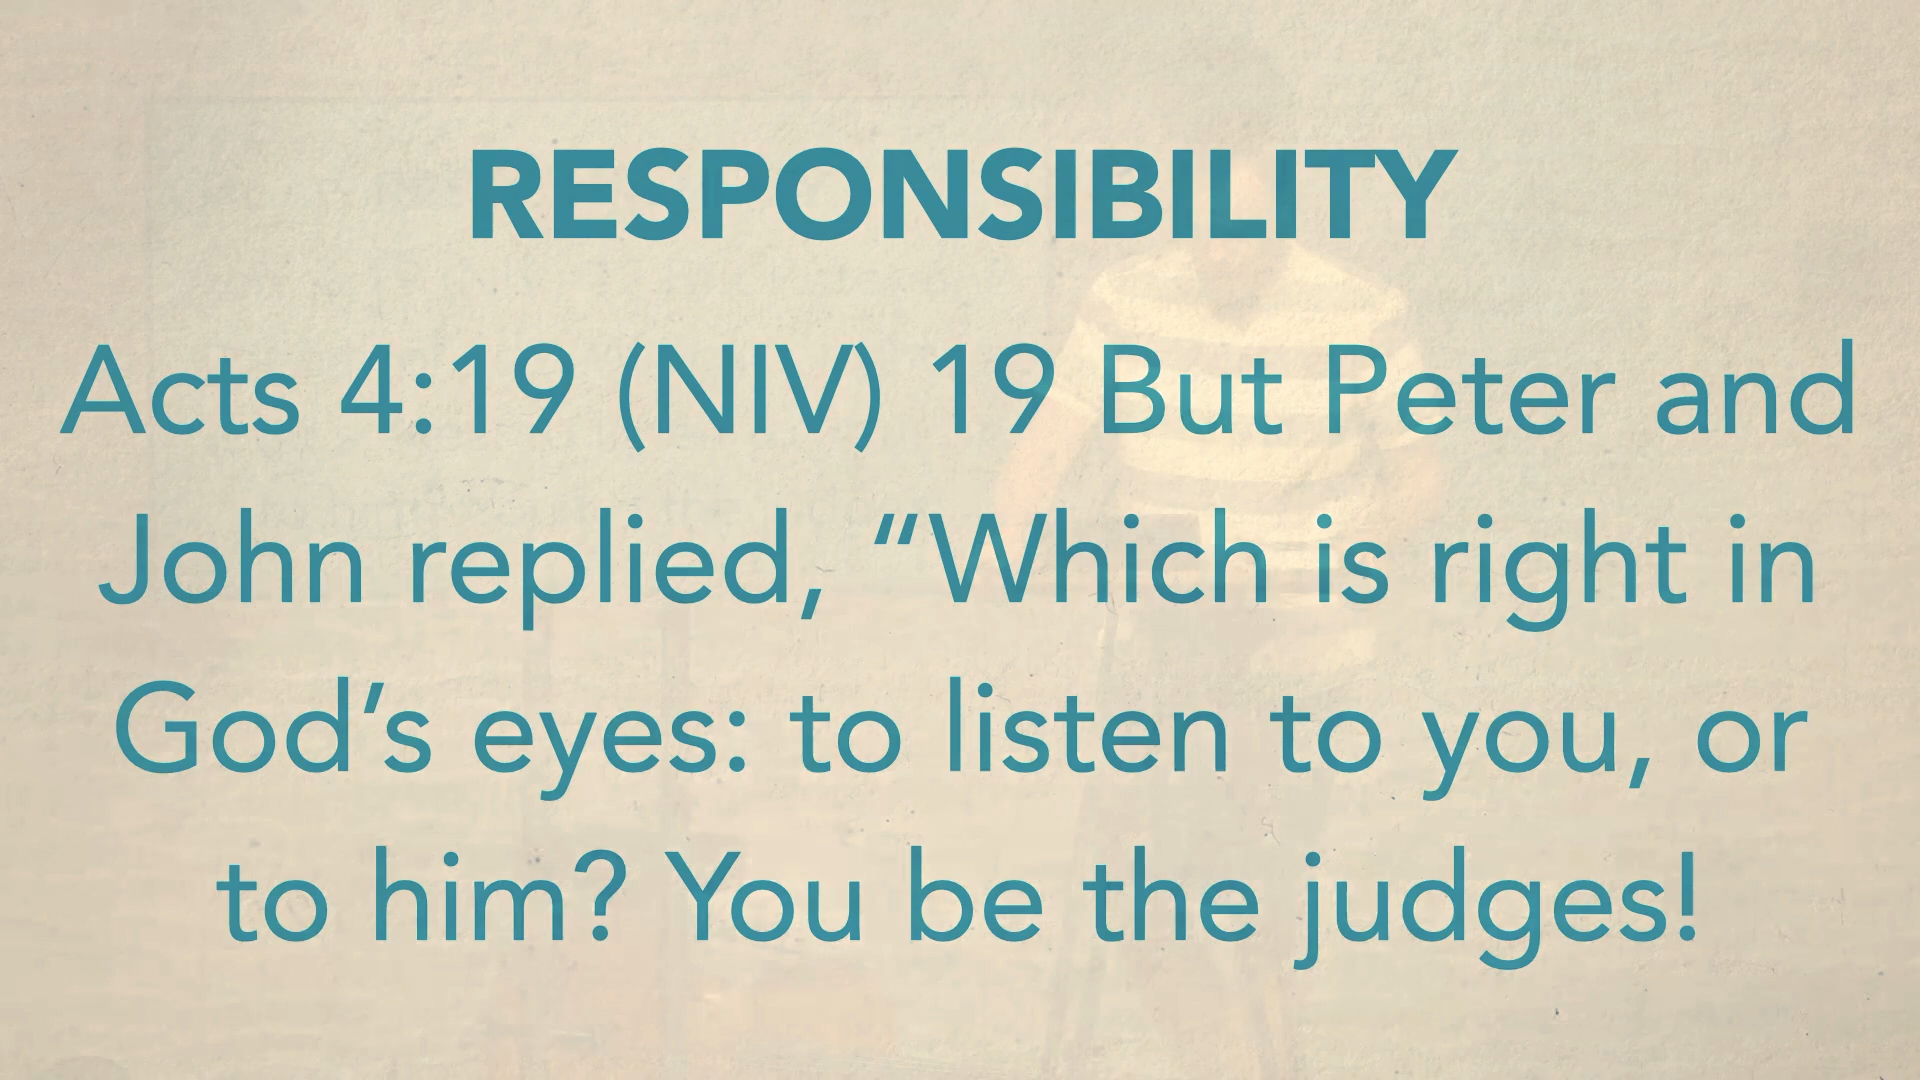 RESPONSIBILITY
Acts 4:19 (NIV) 19 But Peter and
John replied, “Which is right in
God’s eyes: to listen to you, or
to him? You be the judges!